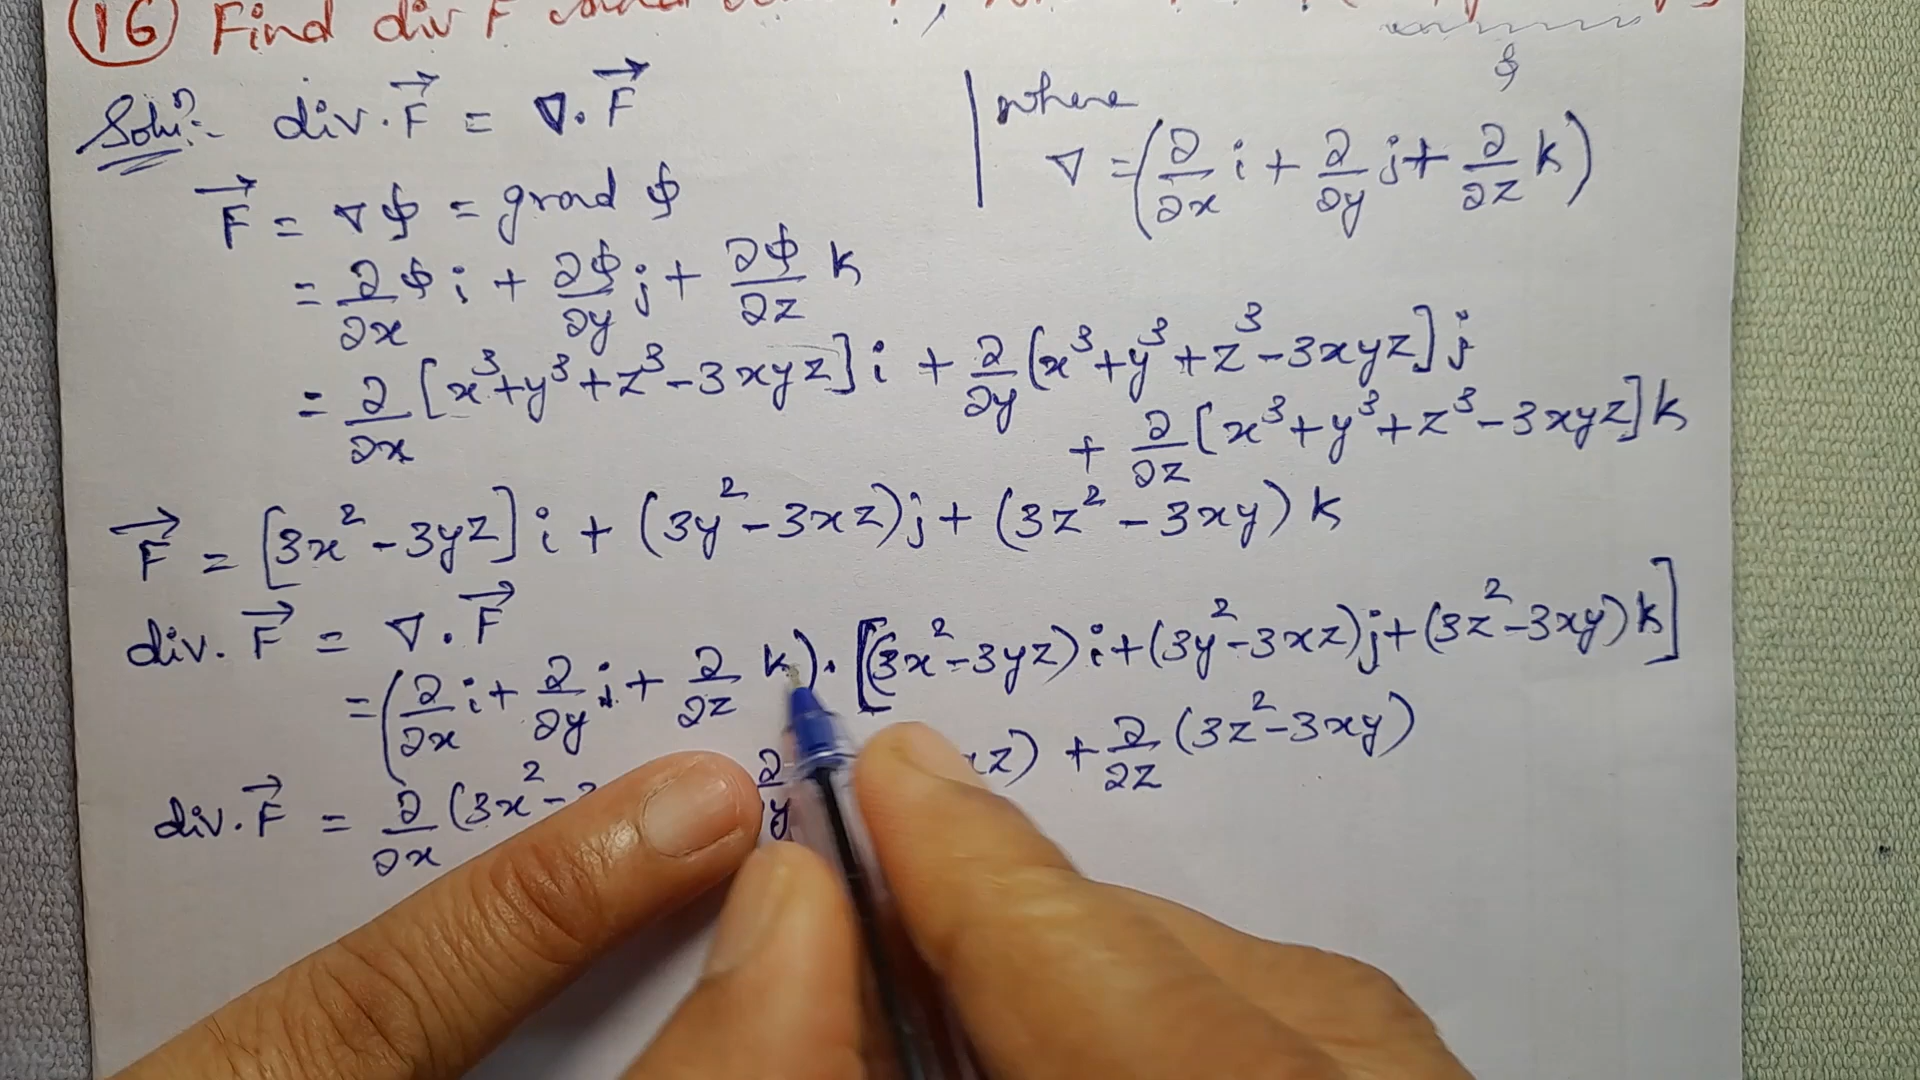 (16) Find div F
Soln:- div.F⃗ = ∇.F⃗ | where
∇ = (∂/∂x i + ∂/∂y j + ∂/∂z k)
F⃗ = ∇ϕ = grad ϕ
= ∂ϕ/∂x i + ∂ϕ/∂y j + ∂ϕ/∂z k
= ∂/∂x [x³+y³+z³-3xyz] i + ∂/∂y (x³+y³+z³-3xyz] j
+ ∂/∂z [x³+y³+z³-3xyz] k
F⃗ = [3x²-3yz] i + (3y²-3xz) j + (3z²-3xy) k
div.F⃗ = ∇.F⃗
= (∂/∂x i + ∂/∂y j + ∂/∂z k). [(3x²-3yz) i + (3y²-3xz) j + (3z²-3xy) k]
div.F⃗ = ∂/∂x (3x²- ∂/∂y xz) + ∂/∂z (3z²-3xy)